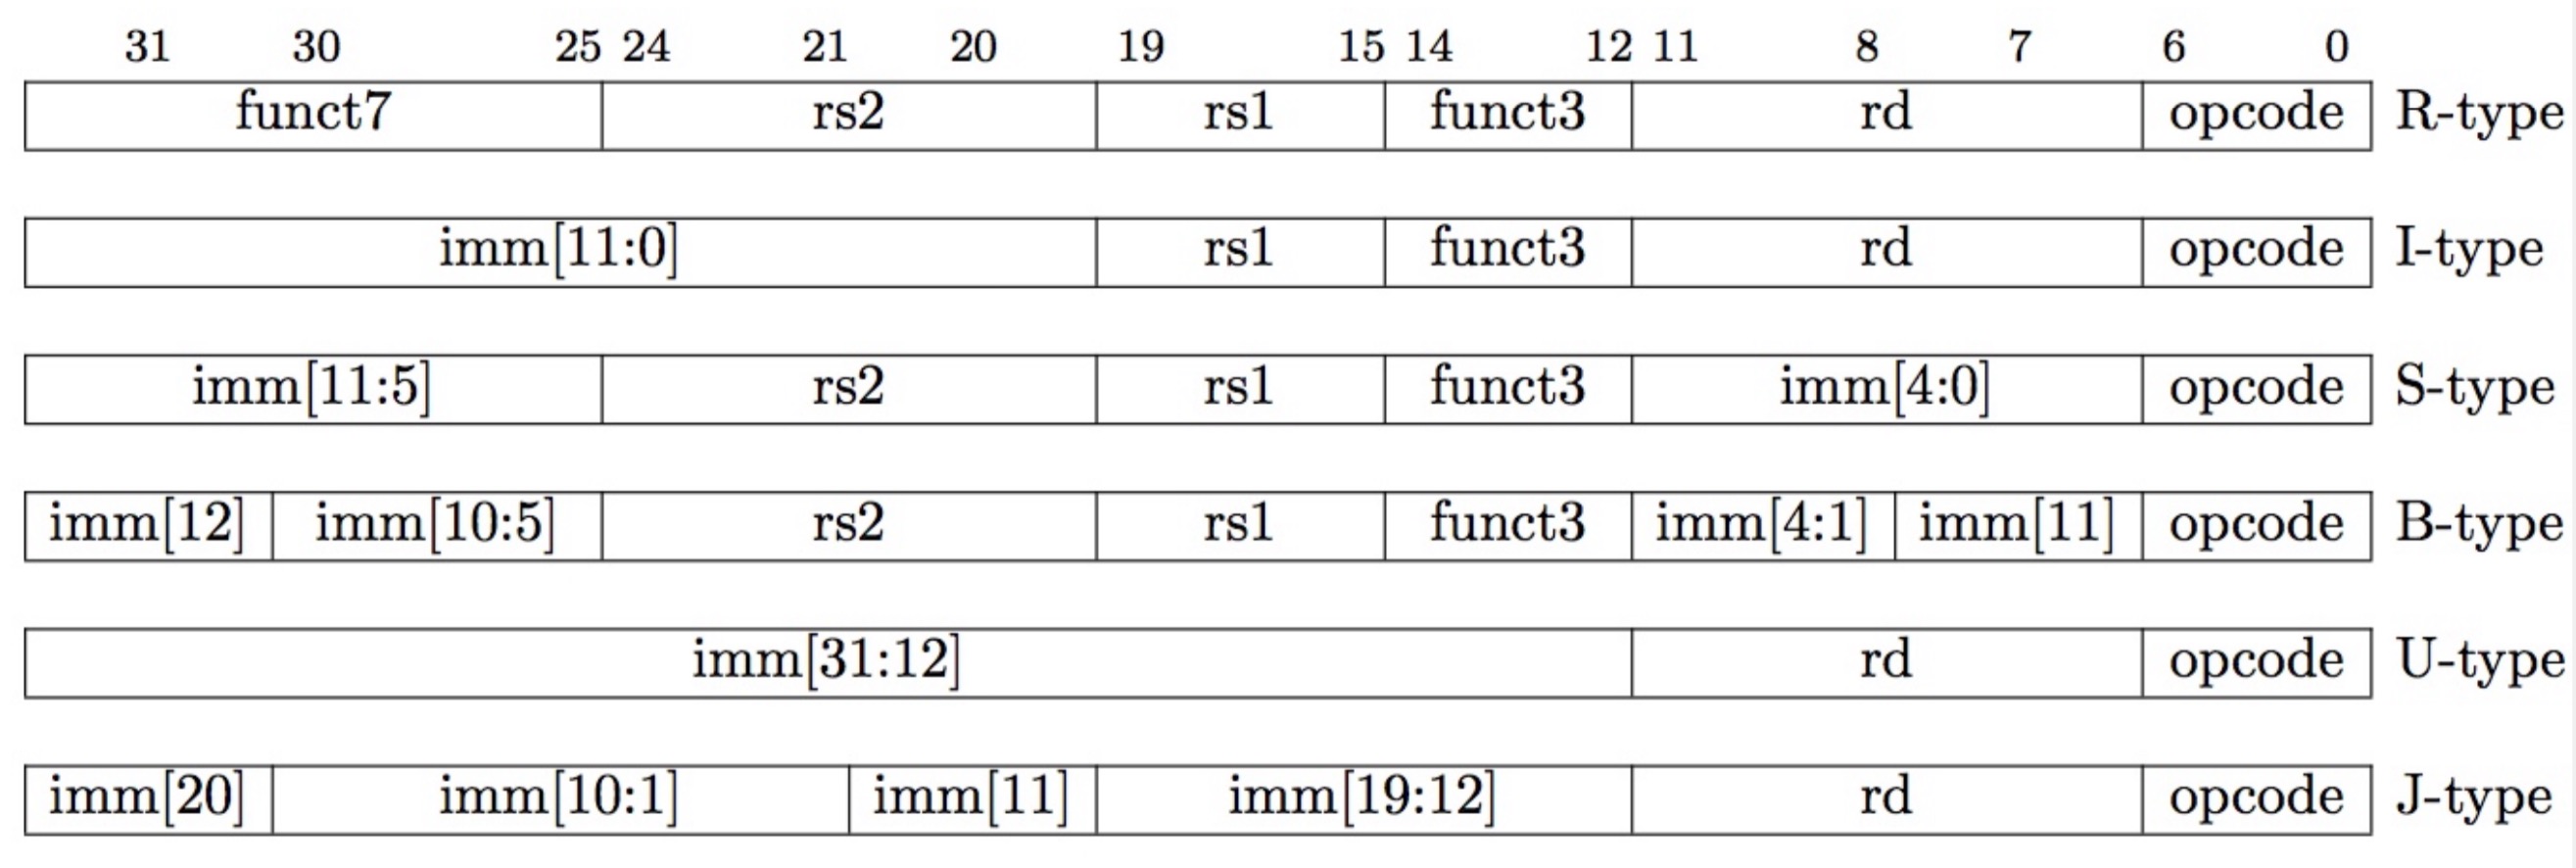 31 30 25 24 21 20 19 15 14 12 11 8 7 6 0
funct7 rs2 rs1 funct3 rd opcode R-type
imm[11:0] rs1 funct3 rd opcode I-type
imm[11:5] rs2 rs1 funct3 imm[4:0] opcode S-type
imm[12] imm[10:5] rs2 rs1 funct3 imm[4:1] imm[11] opcode B-type
imm[31:12] rd opcode U-type
imm[20] imm[10:1] imm[11] imm[19:12] rd opcode J-type